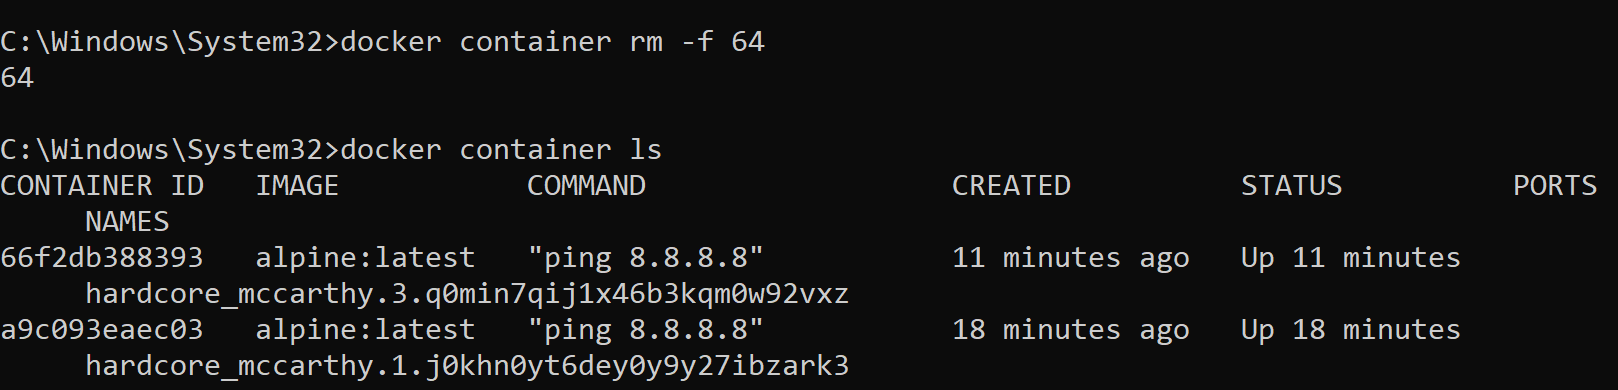 C:\Windows\System32>docker container rm -f 64
64
C:\Windows\System32>docker container ls
CONTAINER ID   IMAGE           COMMAND                  CREATED          STATUS          PORTS
     NAMES
66f2db388393   alpine:latest   "ping 8.8.8.8"           11 minutes ago   Up 11 minutes
     hardcore_mccarthy.3.q0min7qij1x46b3kqm0w92vxz
a9c093eaec03   alpine:latest   "ping 8.8.8.8"           18 minutes ago   Up 18 minutes
     hardcore_mccarthy.1.j0khn0yt6dey0y9y27ibzark3